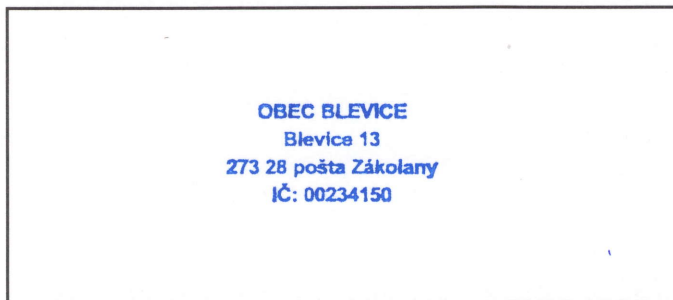 OBEC BLEVICE
Blevice 13
273 28 pošta Zákolany
IČ: 00234150